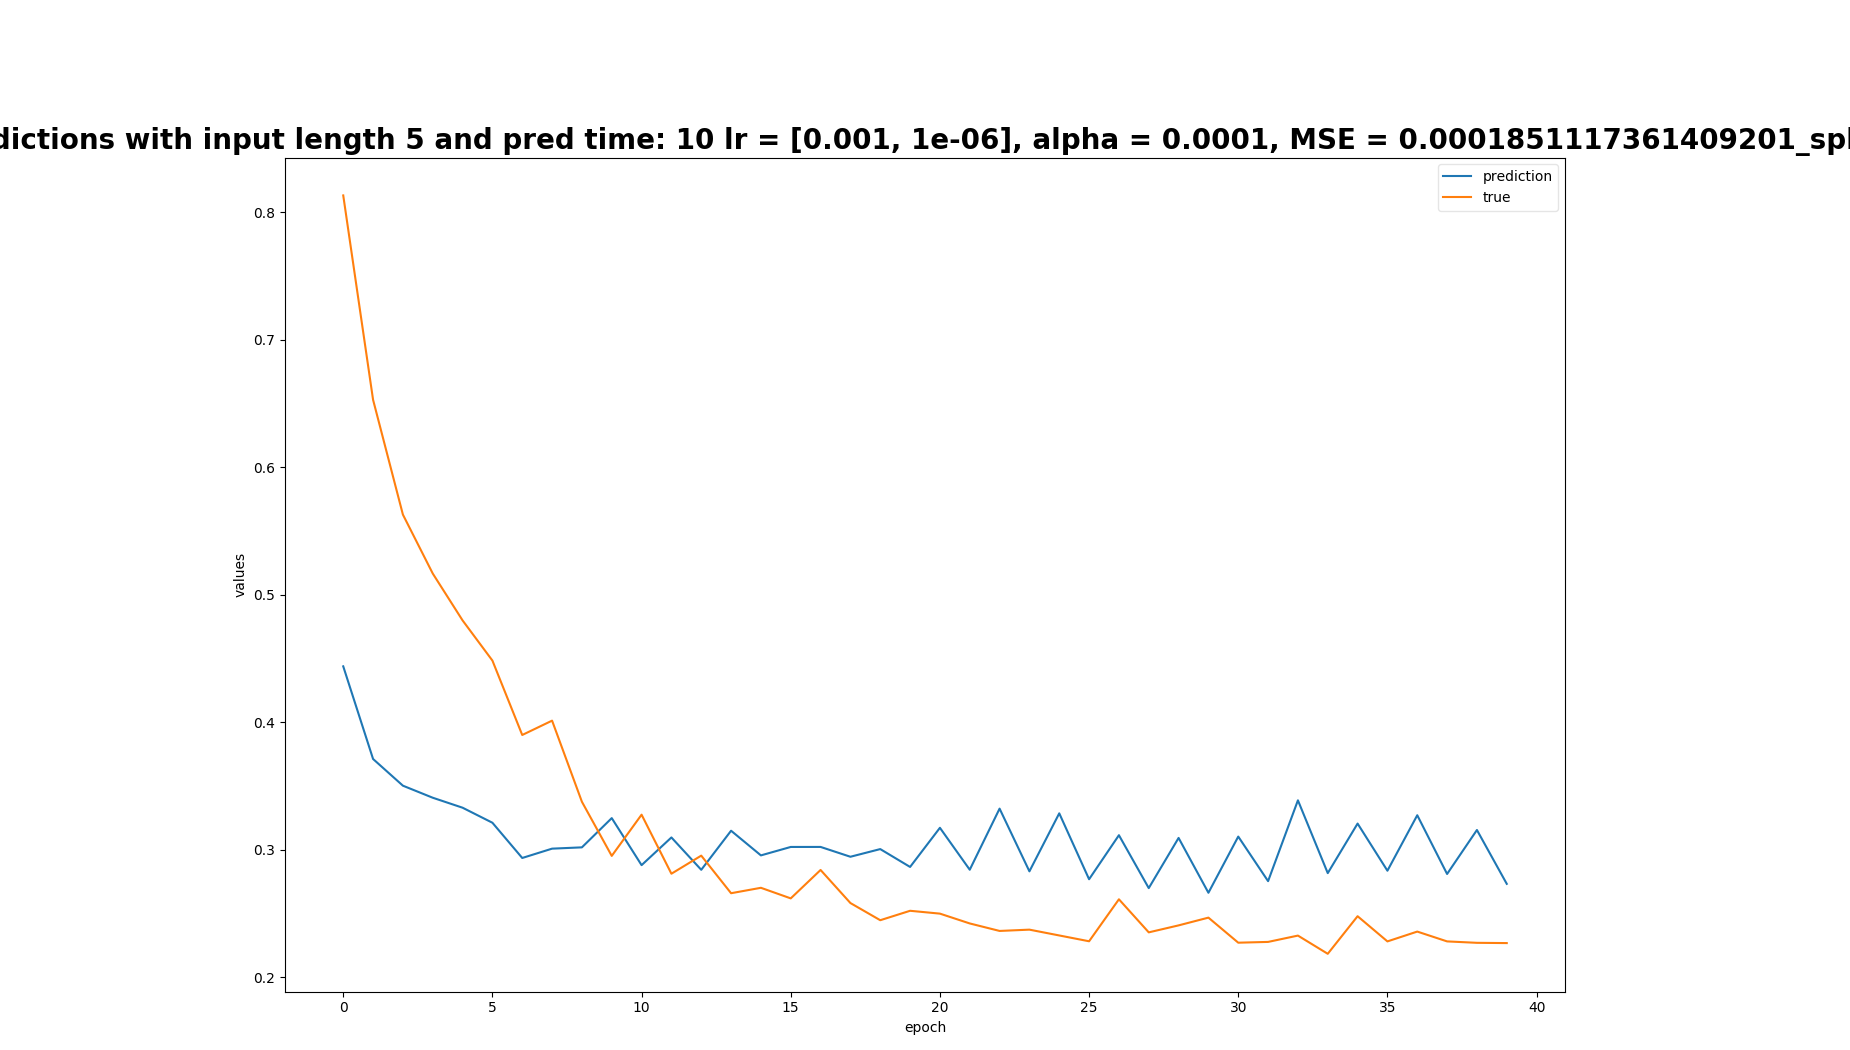 dictions with input length 5 and pred time: 10 lr = [0.001, 1e-06], alpha = 0.0001, MSE = 0.0001851117361409201_spl
prediction
true
0.8
0.7
0.6
0.5
0.4
0.3
0.2
values
0 5 10 15 20 25 30 35 40
epoch